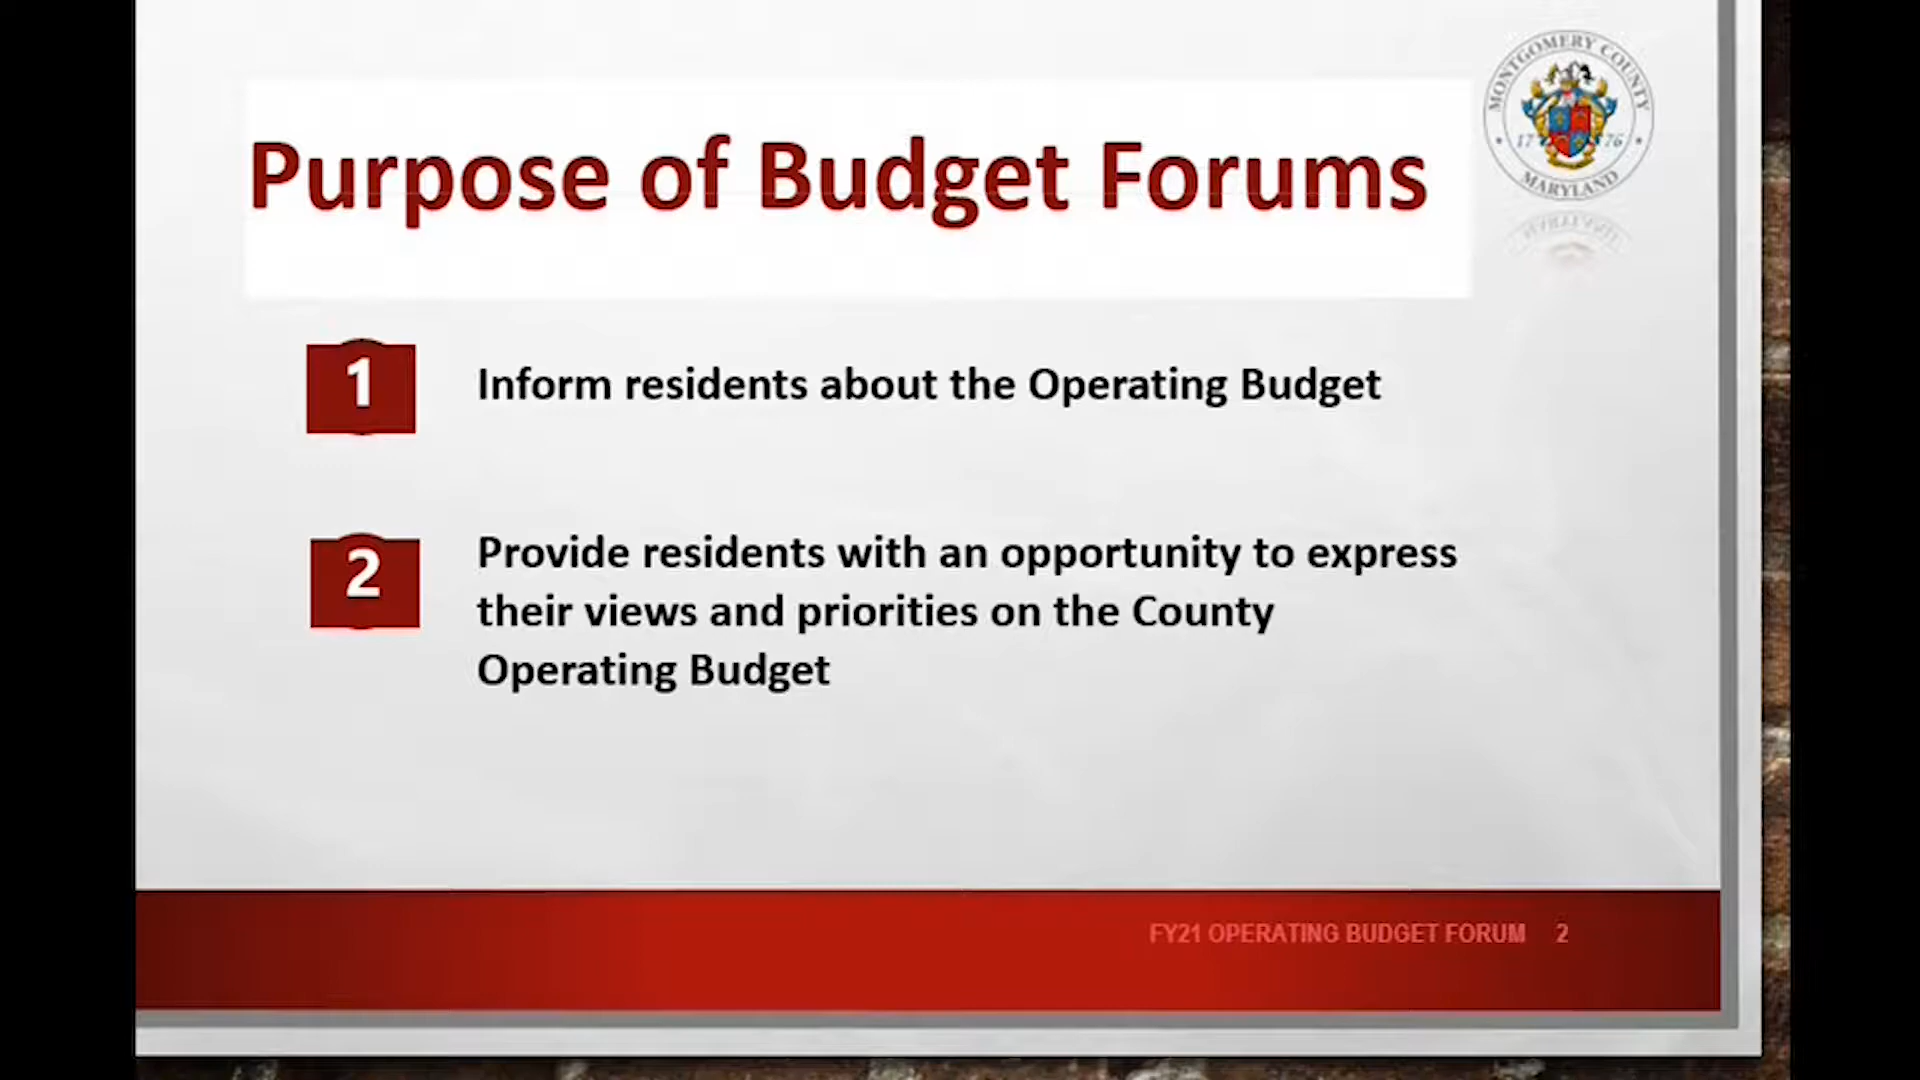 MONTGOMERY COUNTY
1776
MARYLAND
Purpose of Budget Forums
1
Inform residents about the Operating Budget
2
Provide residents with an opportunity to express
their views and priorities on the County
Operating Budget
FY21 OPERATING BUDGET FORUM 2